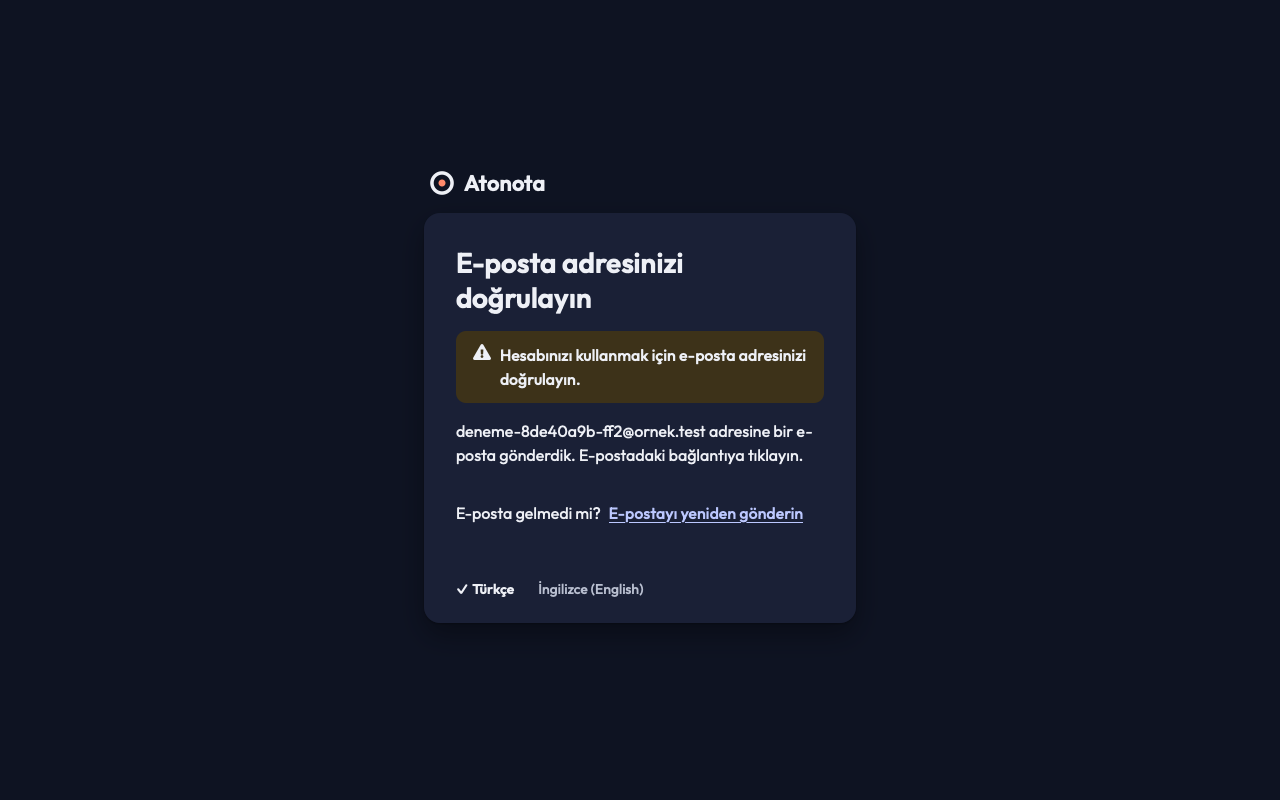 Atonota
E-posta adresinizi
doğrulayın
Hesabınızı kullanmak için e-posta adresinizi
doğrulayın.
deneme-8de40a9b-ff2@ornek.test adresine bir e-
posta gönderdik. E-postadaki bağlantıya tıklayın.
E-posta gelmedi mi? E-postayı yeniden gönderin
Türkçe İngilizce (English)